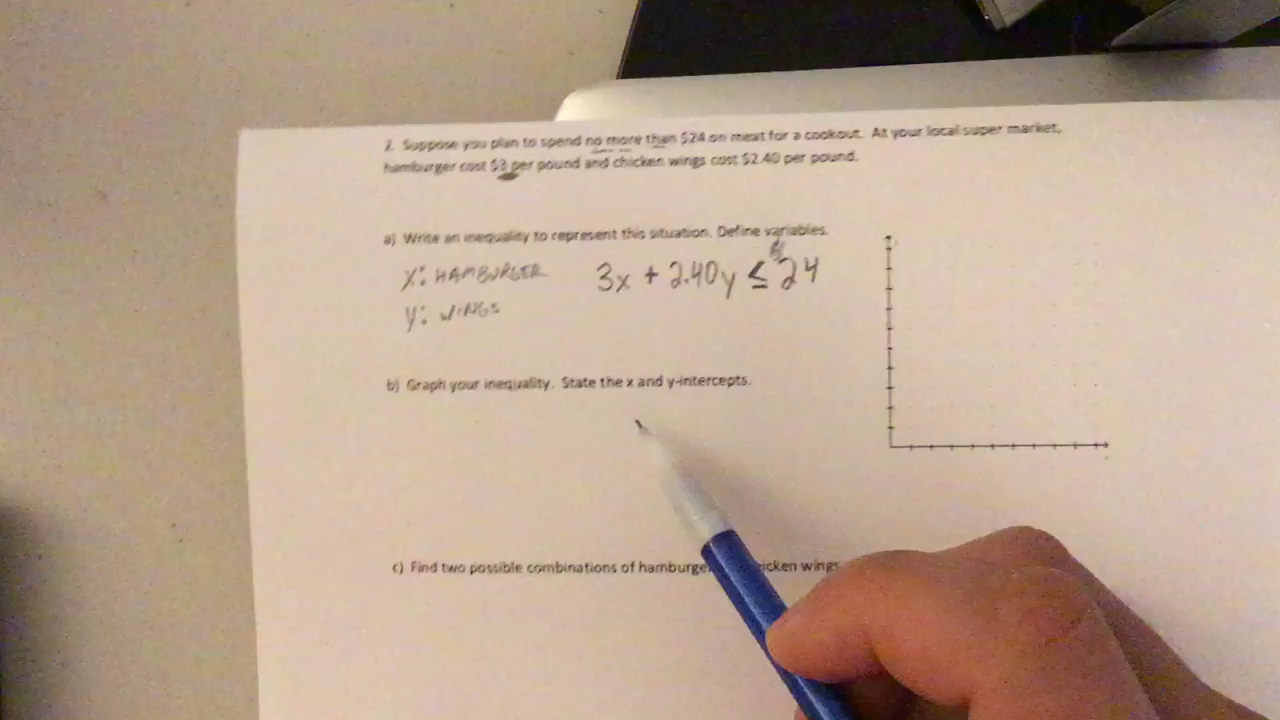 2. Suppose you plan to spend no more than $24 on meat for a cookout. At your local super market,
hamburger cost $3 per pound and chicken wings cost $2.40 per pound.
a) Write an inequality to represent this situation. Define variables.
x: HAMBURGER 3x + 2.40y ≤ 24
y: WINGS
b) Graph your inequality. State the x and y-intercepts.
c) Find two possible combinations of hamburger wings